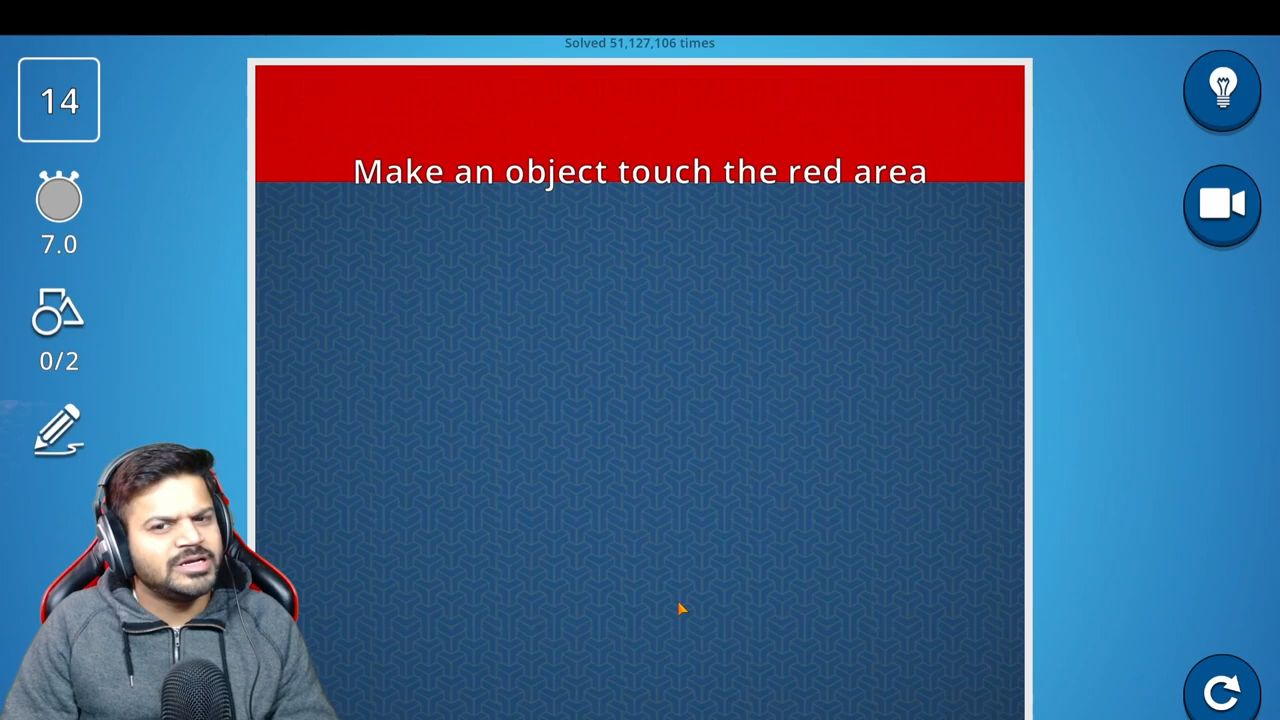 Solved 51,127,106 times
14
Make an object touch the red area
7.0
0/2